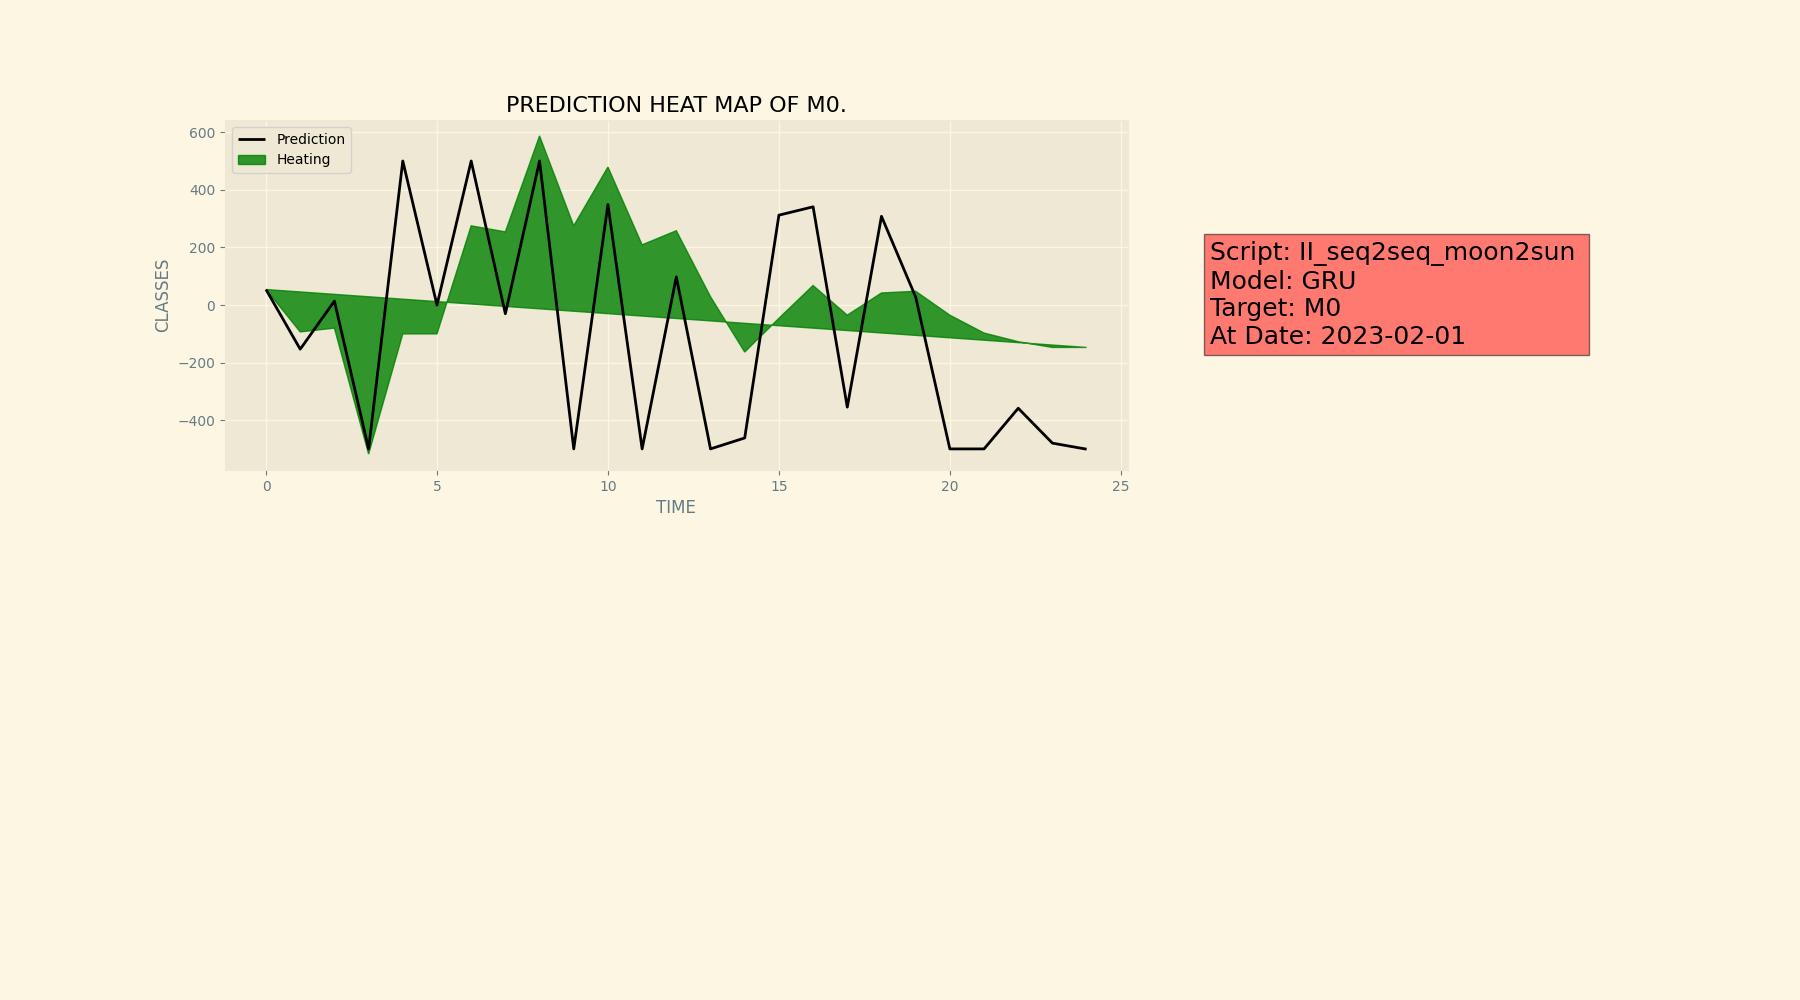 PREDICTION HEAT MAP OF M0.
Prediction
Heating
600
400
200
0
−200
−400
CLASSES
0 5 10 15 20 25
TIME
Script: II_seq2seq_moon2sun
Model: GRU
Target: M0
At Date: 2023-02-01